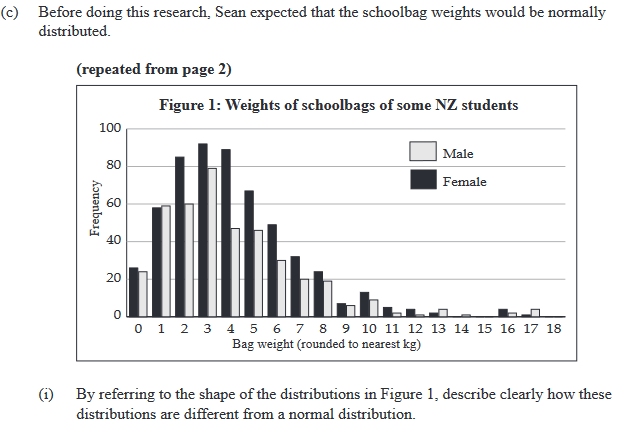 (c) Before doing this research, Sean expected that the schoolbag weights would be normally
distributed.
(repeated from page 2)
Figure 1: Weights of schoolbags of some NZ students
100
80
60
40
20
0
Frequency
Male
Female
0 1 2 3 4 5 6 7 8 9 10 11 12 13 14 15 16 17 18
Bag weight (rounded to nearest kg)
(i) By referring to the shape of the distributions in Figure 1, describe clearly how these
distributions are different from a normal distribution.